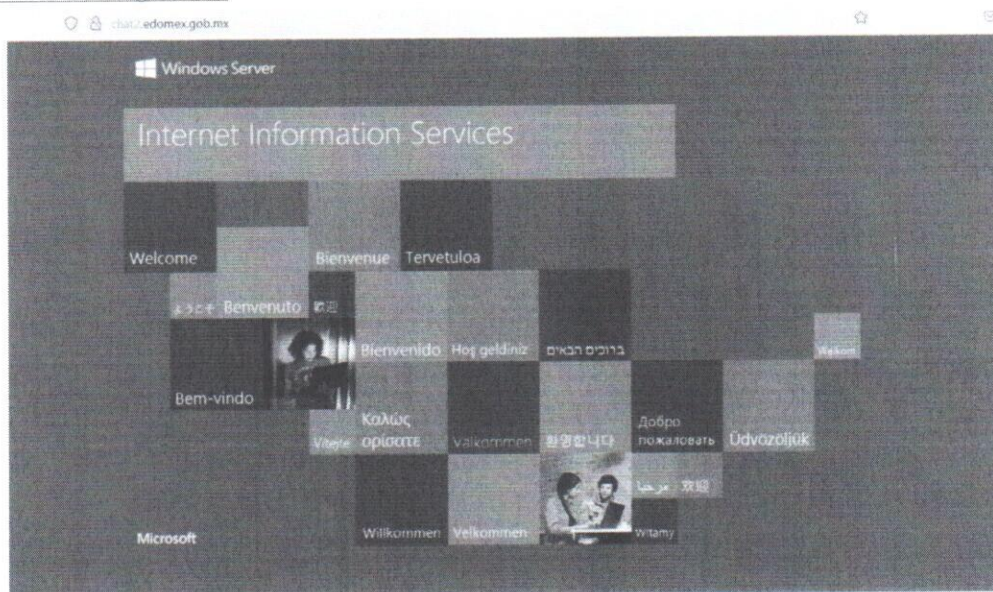 chat2.edomex.gob.mx
Windows Server
Internet Information Services
Welcome
Bienvenue
Tervetuloa
ようこそ
Benvenuto
歡迎
Bienvenido
Hoş geldiniz
ברוכים הבאים
Welkom
Bem-vindo
Vítejte
Καλώς
ορίσατε
Välkommen
환영합니다
Добро
пожаловать
Üdvözöljük
مرحبا
欢迎
Microsoft
Willkommen
Velkommen
Witamy